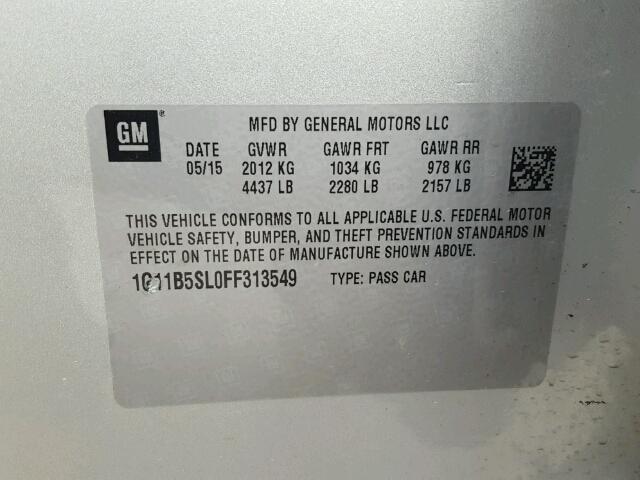 GM ®
MFD BY GENERAL MOTORS LLC
DATE GVWR GAWR FRT GAWR RR
05/15 2012 KG 1034 KG 978 KG
4437 LB 2280 LB 2157 LB
THIS VEHICLE CONFORMS TO ALL APPLICABLE U.S. FEDERAL MOTOR
VEHICLE SAFETY, BUMPER, AND THEFT PREVENTION STANDARDS IN
EFFECT ON THE DATE OF MANUFACTURE SHOWN ABOVE.
1G11B5SL0FF313549 TYPE: PASS CAR